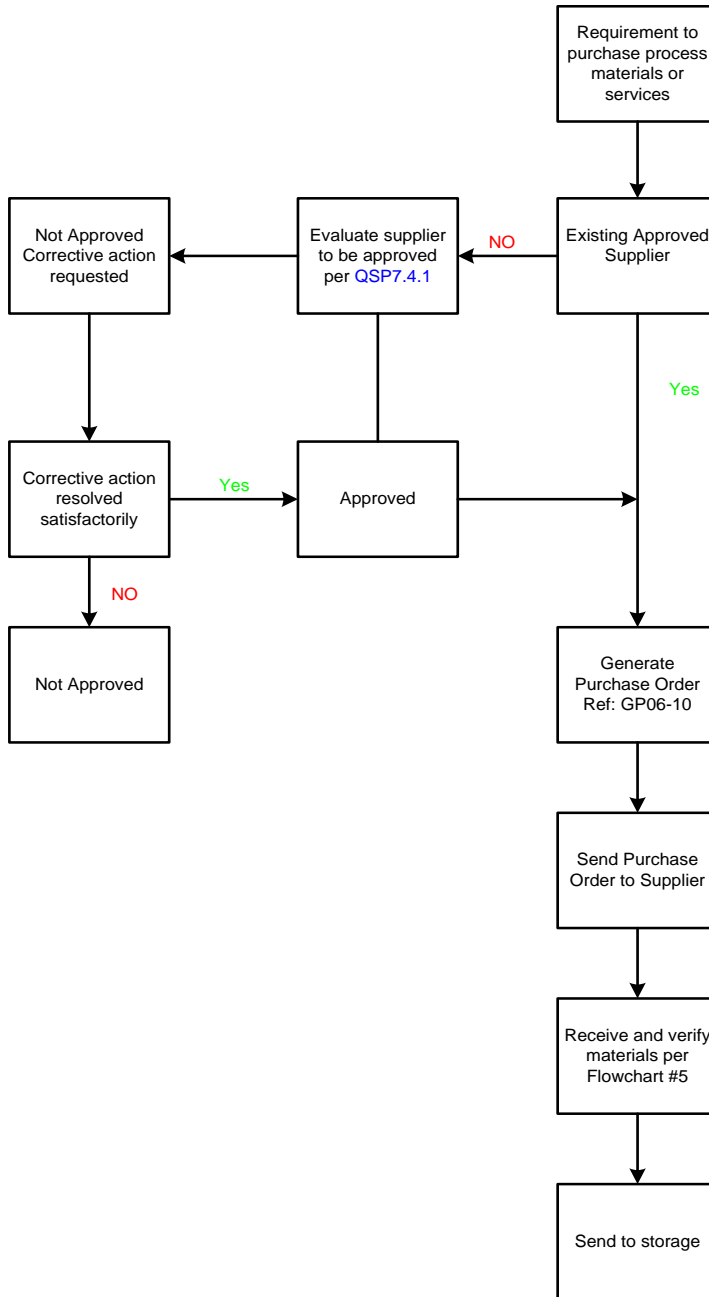 Requirement to
purchase process
materials or
services
Not Approved
Corrective action
requested
Evaluate supplier
to be approved
per QSP7.4.1
NO
Existing Approved
Supplier
Yes
Corrective action
resolved
satisfactorily
Yes
Approved
NO
Not Approved
Generate
Purchase Order
Ref: GP06-10
Send Purchase
Order to Supplier
Receive and verify
materials per
Flowchart #5
Send to storage